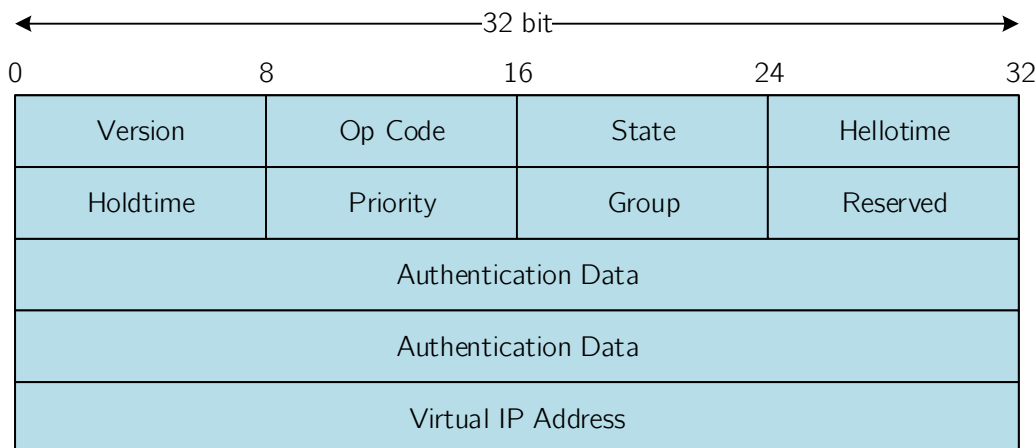 32 bit
0 8 16 24 32
Version Op Code State Hellotime
Holdtime Priority Group Reserved
Authentication Data
Authentication Data
Virtual IP Address